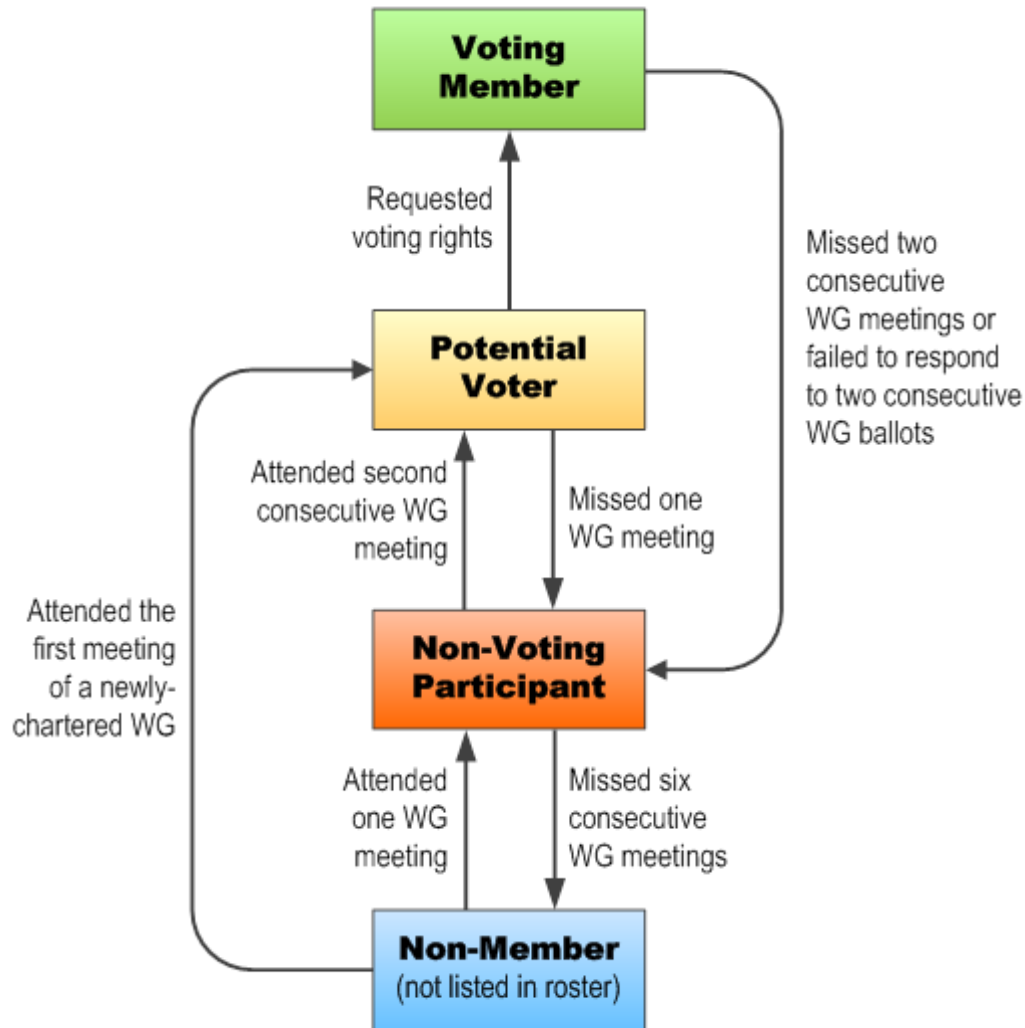 Voting
Member
Requested
voting rights
Missed two
consecutive
WG meetings or
failed to respond
to two consecutive
WG ballots
Potential
Voter
Attended second
consecutive WG
meeting
Missed one
WG meeting
Attended the
first meeting
of a newly-
chartered WG
Non-Voting
Participant
Attended
one WG
meeting
Missed six
consecutive
WG meetings
Non-Member
(not listed in roster)